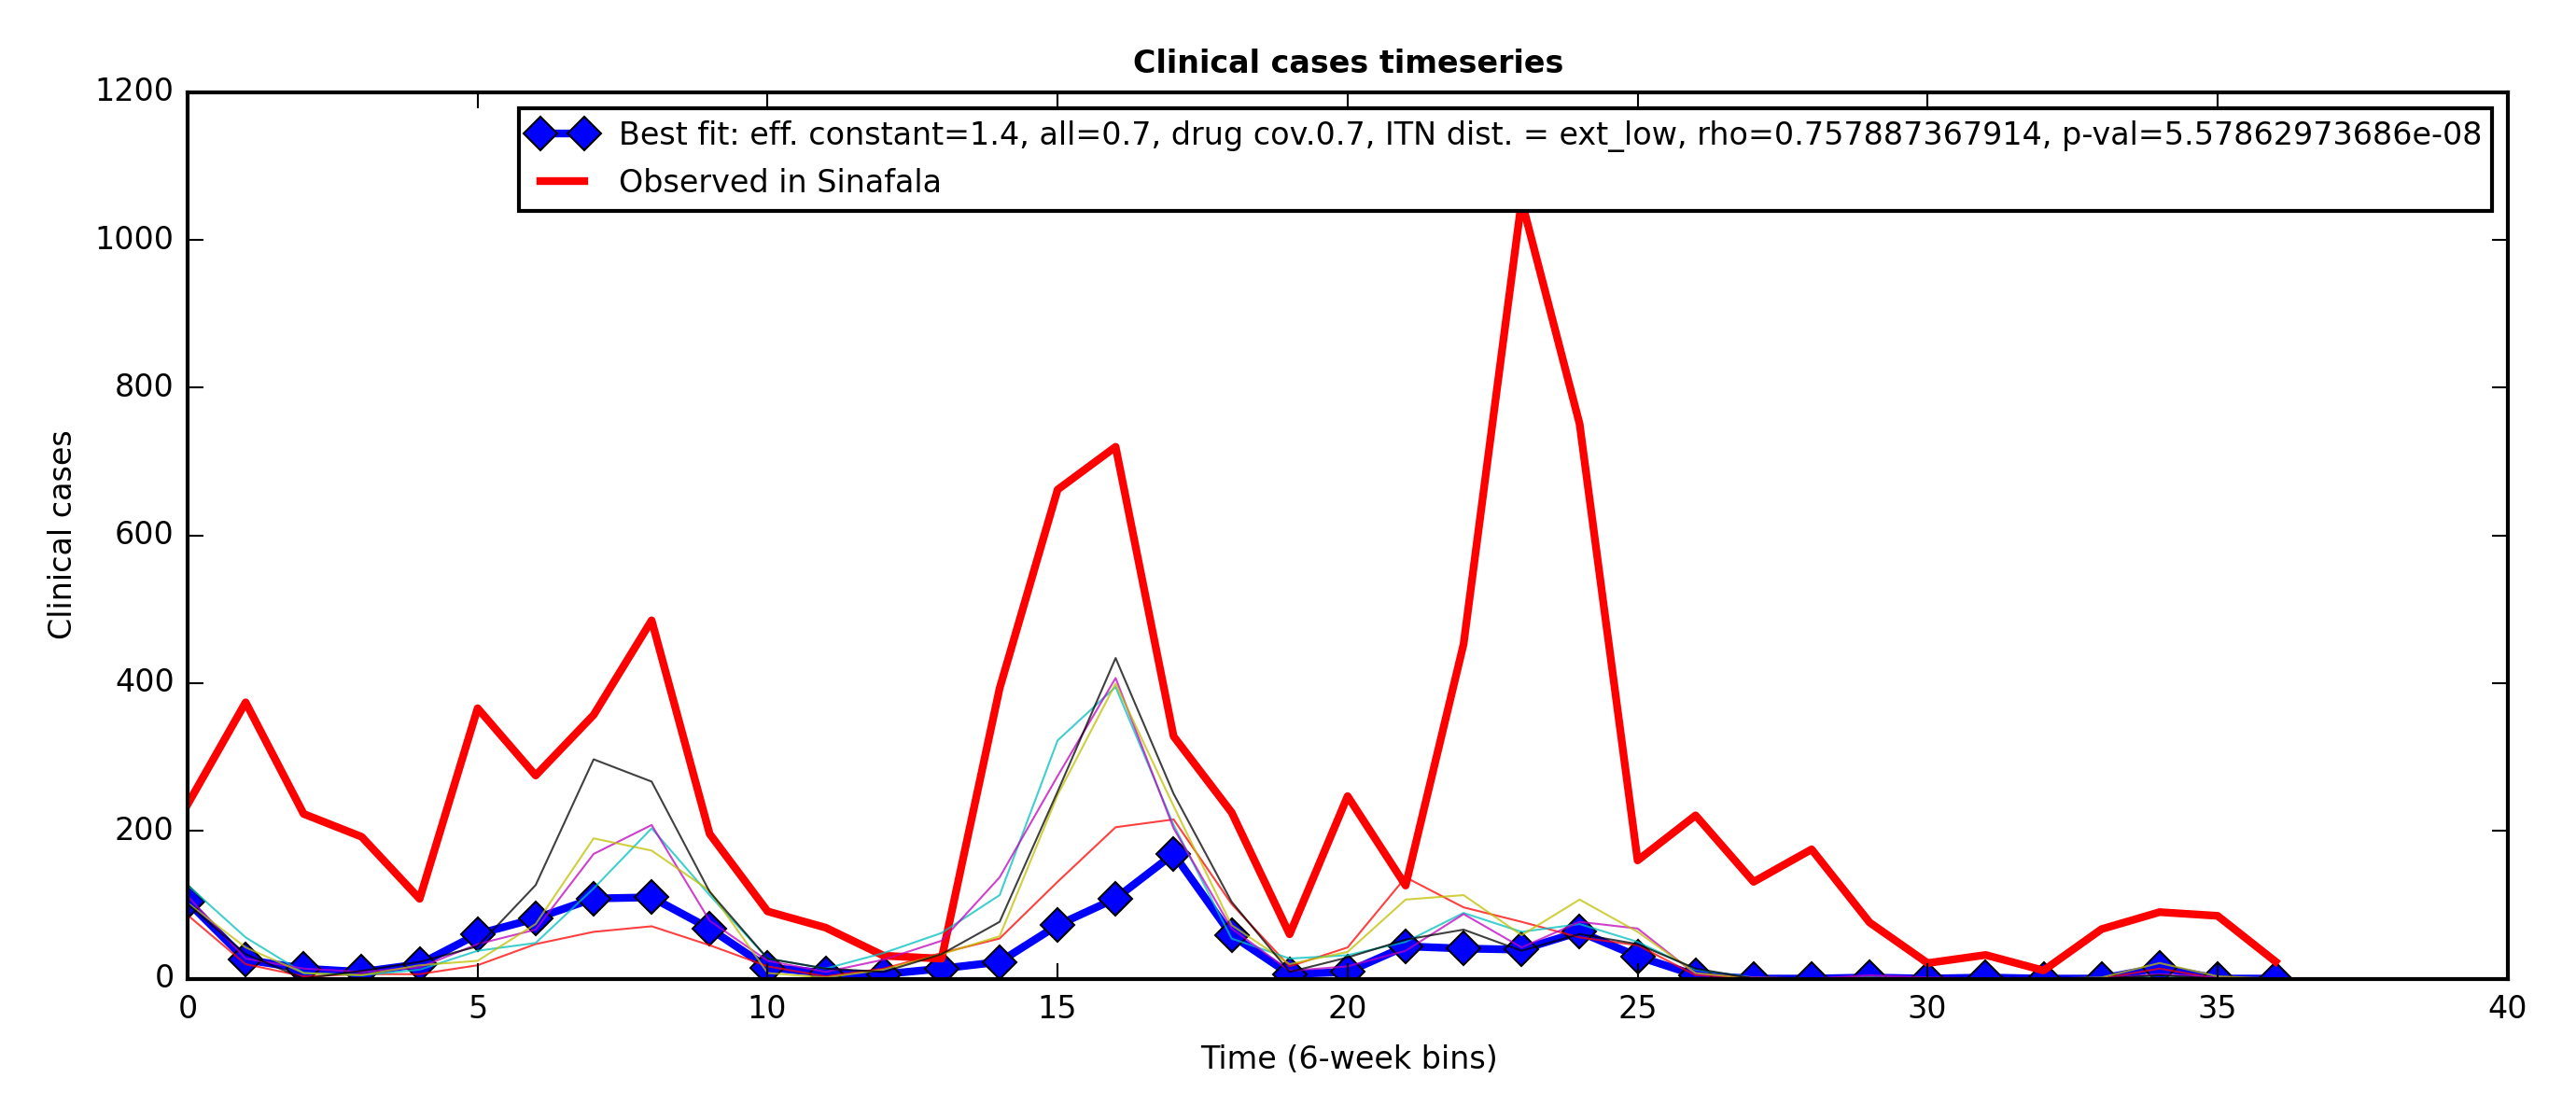 Clinical cases timeseries
Best fit: eff. constant=1.4, all=0.7, drug cov.0.7, ITN dist. = ext_low, rho=0.757887367914, p-val=5.57862973686e-08
Observed in Sinafala
1200
1000
800
600
400
200
0
Clinical cases
0 5 10 15 20 25 30 35 40
Time (6-week bins)